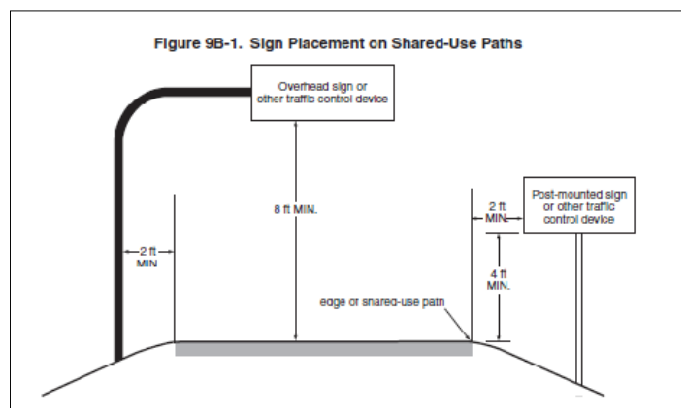 Figure 9B-1. Sign Placement on Shared-Use Paths
Overhead sign or
other traffic control device
8 ft MIN.
2 ft
MIN.
Post-mounted sign
or other traffic
control device
2 ft
MIN
4 ft
MIN.
edge of shared-use path